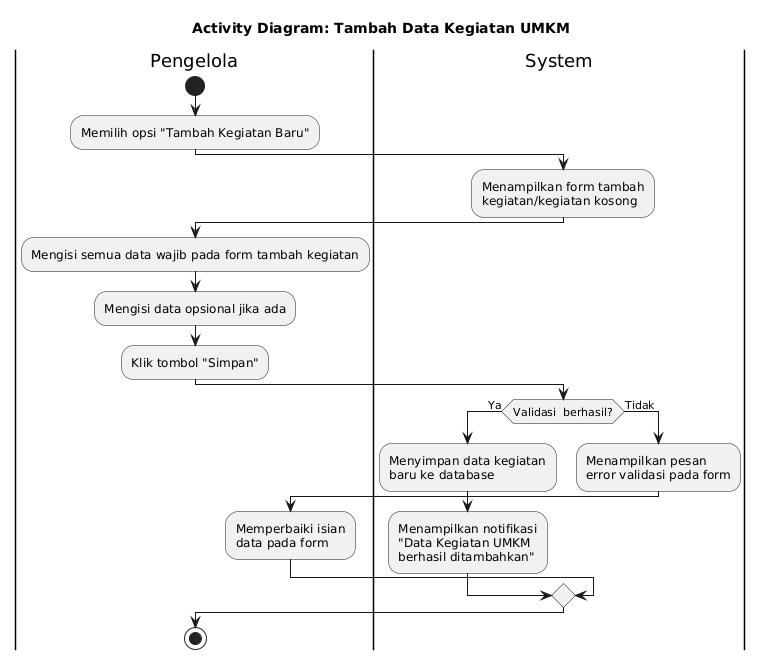 Activity Diagram: Tambah Data Kegiatan UMKM
Pengelola
System
Memilih opsi "Tambah Kegiatan Baru"
Menampilkan form tambah
kegiatan/kegiatan kosong
Mengisi semua data wajib pada form tambah kegiatan
Mengisi data opsional jika ada
Klik tombol "Simpan"
Ya
Validasi  berhasil?
Tidak
Menyimpan data kegiatan
baru ke database
Menampilkan pesan
error validasi pada form
Memperbaiki isian
data pada form
Menampilkan notifikasi
"Data Kegiatan UMKM
berhasil ditambahkan"